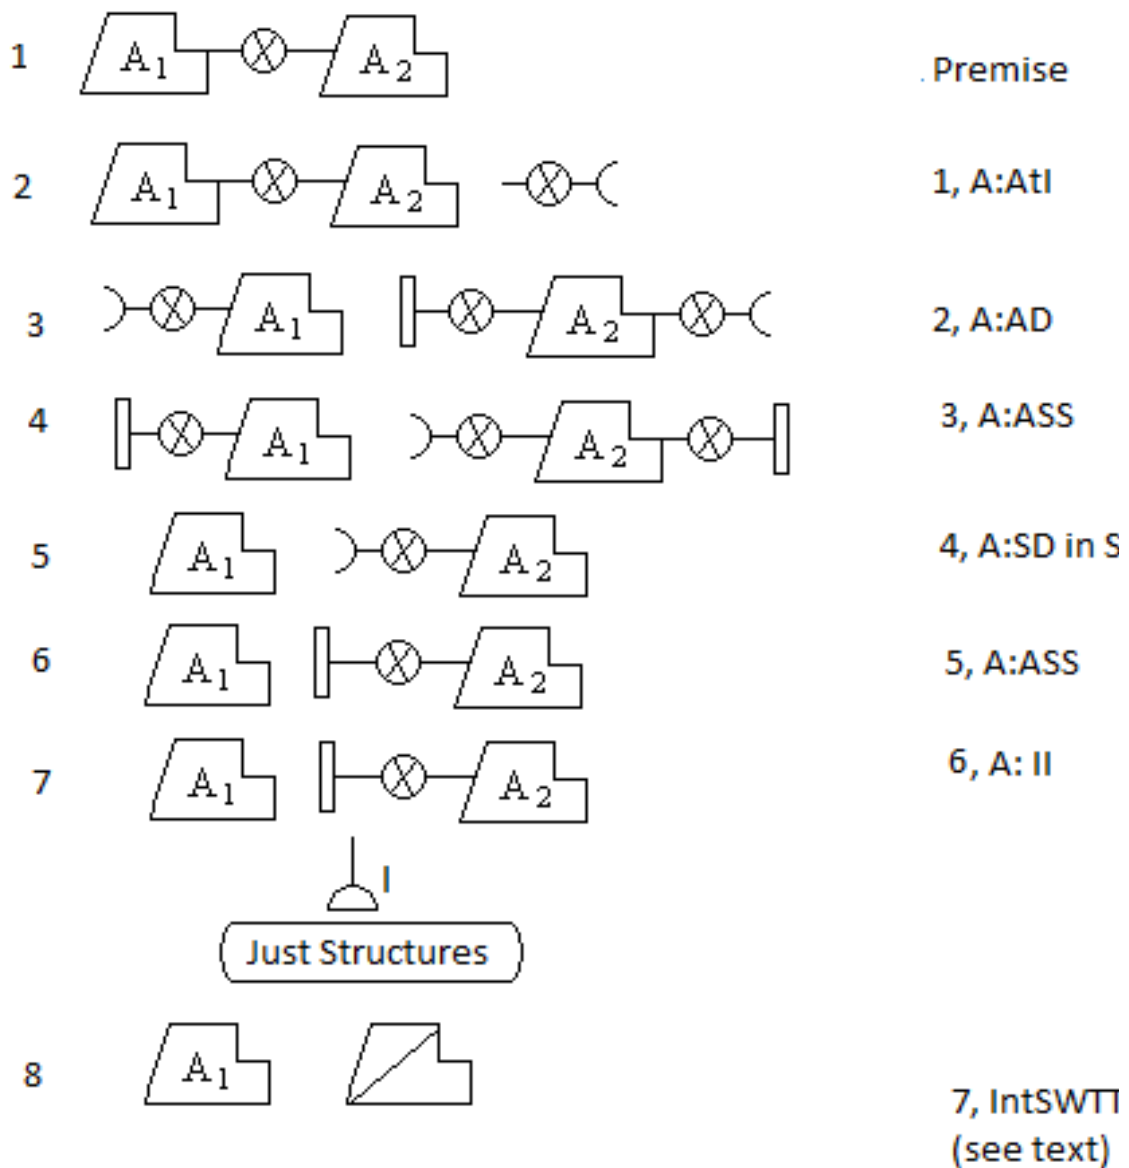 1 A1 X A2 . Premise
2 A1 X A2 X 1, A:AtI
3 X A1 X A2 X 2, A:AD
4 X A1 X A2 X 3, A:ASS
5 A1 X A2 4, A:SD in S
6 A1 X A2 5, A:ASS
7 A1 X A2 6, A: II
I
Just Structures
8 A1
7, IntSWTT
(see text)